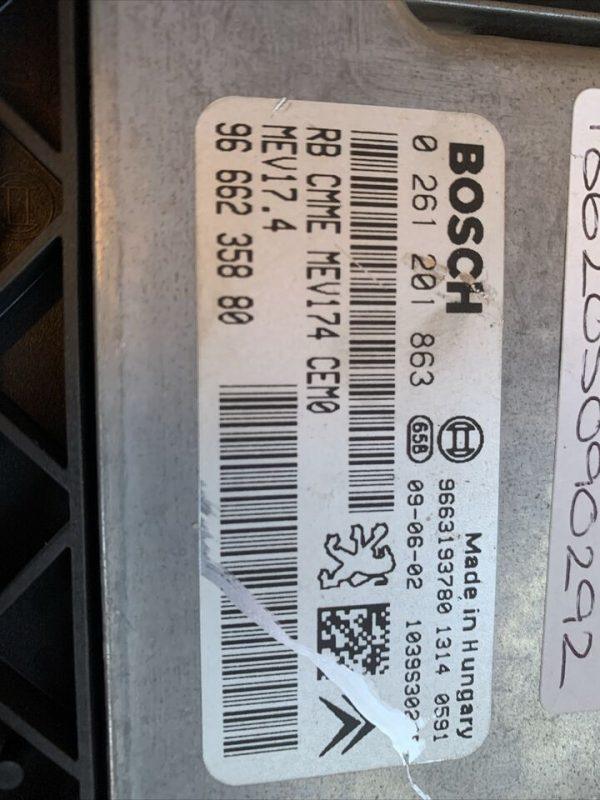 BOSCH
Made in Hungary
0 261 201 863
9663193780 1314 0591
658
09-06-02
RB CMME MEV174 CEM0
MEV17.4
96 662 358 80